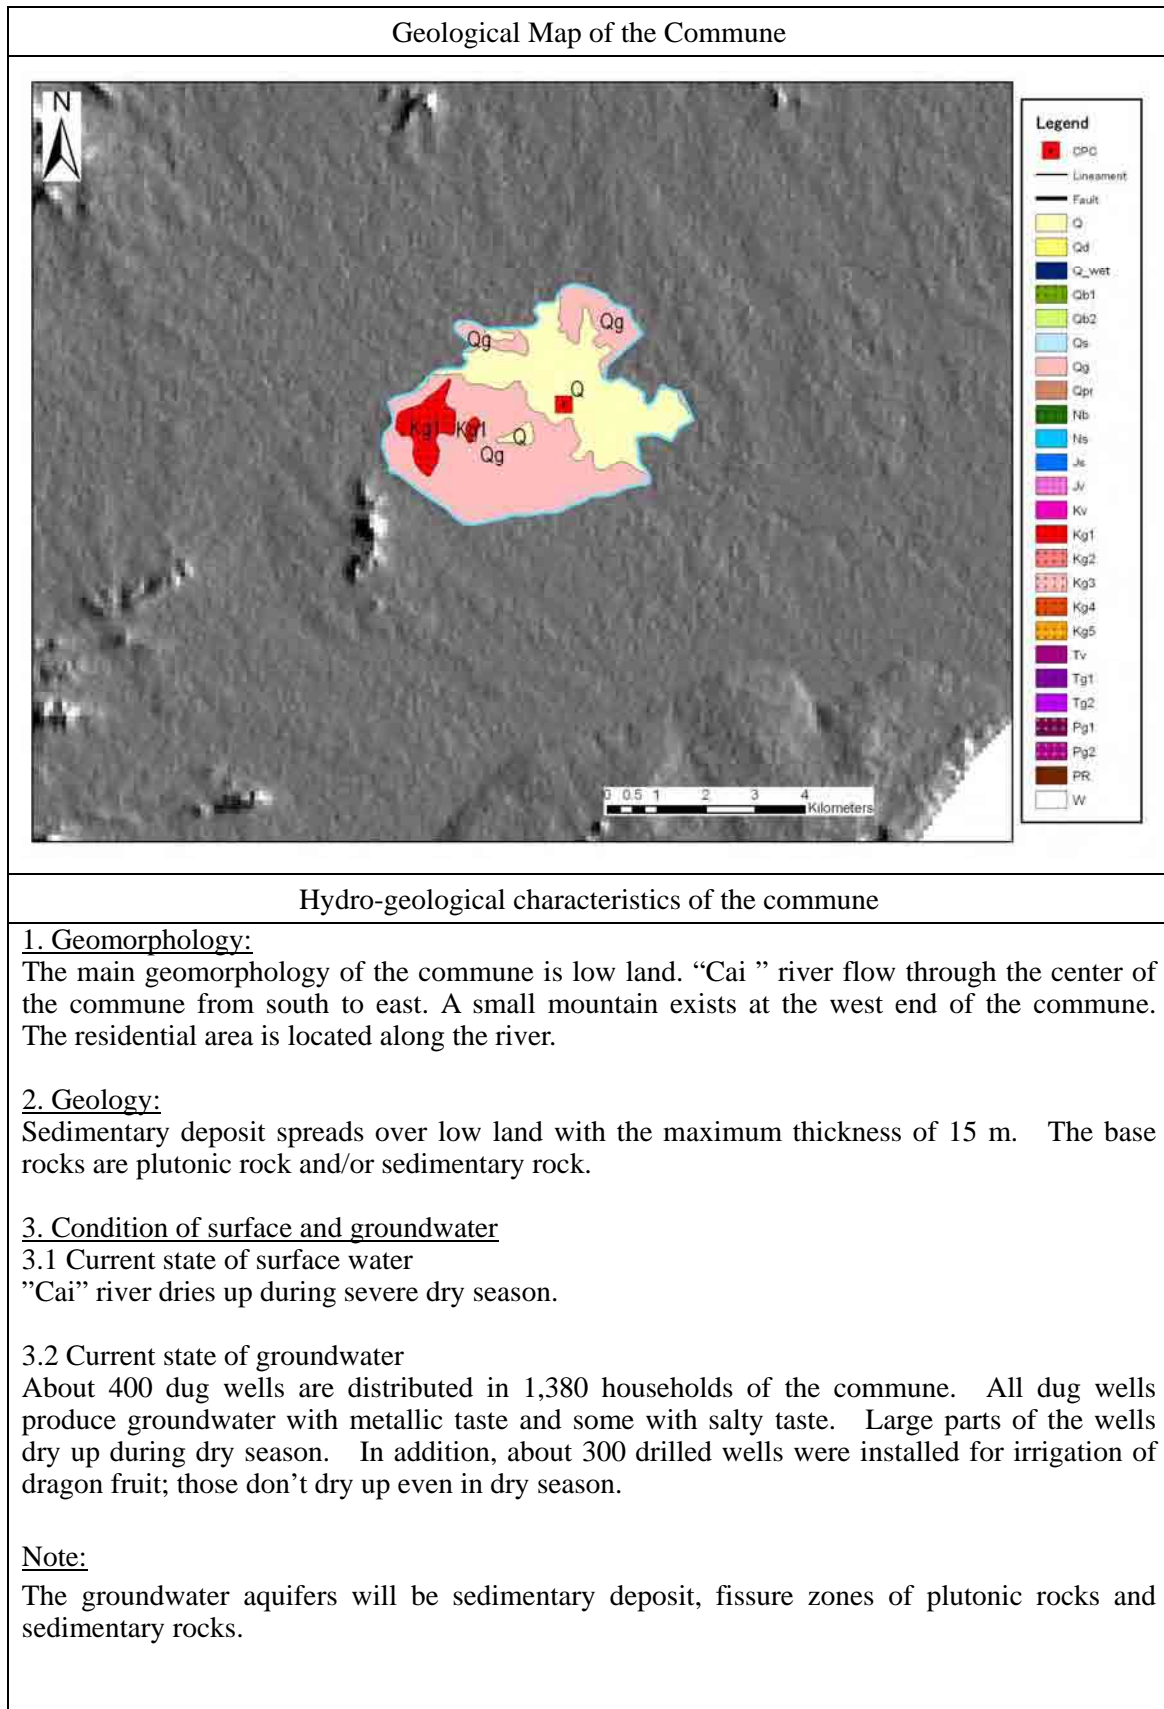 Geological Map of the Commune
N
Legend
CPC
Lineament
Fault
Q
Qd
Q_wet
Qb1
Qb2
Qs
Qg
Qpr
Nb
Ns
Js
Jv
Kv
Kg1
Kg2
Kg3
Kg4
Kg5
Tv
Tg1
Tg2
Pg1
Pg2
PR
W
Qg
Qg
Q
Kg1
Kg1
Q
Qg
0 0.5 1 2 3 4
Kilometers
Hydro-geological characteristics of the commune
1. Geomorphology:
The main geomorphology of the commune is low land. “Cai ” river flow through the center of
the commune from south to east. A small mountain exists at the west end of the commune.
The residential area is located along the river.
2. Geology:
Sedimentary deposit spreads over low land with the maximum thickness of 15 m. The base
rocks are plutonic rock and/or sedimentary rock.
3. Condition of surface and groundwater
3.1 Current state of surface water
”Cai” river dries up during severe dry season.
3.2 Current state of groundwater
About 400 dug wells are distributed in 1,380 households of the commune. All dug wells
produce groundwater with metallic taste and some with salty taste. Large parts of the wells
dry up during dry season. In addition, about 300 drilled wells were installed for irrigation of
dragon fruit; those don’t dry up even in dry season.
Note:
The groundwater aquifers will be sedimentary deposit, fissure zones of plutonic rocks and
sedimentary rocks.